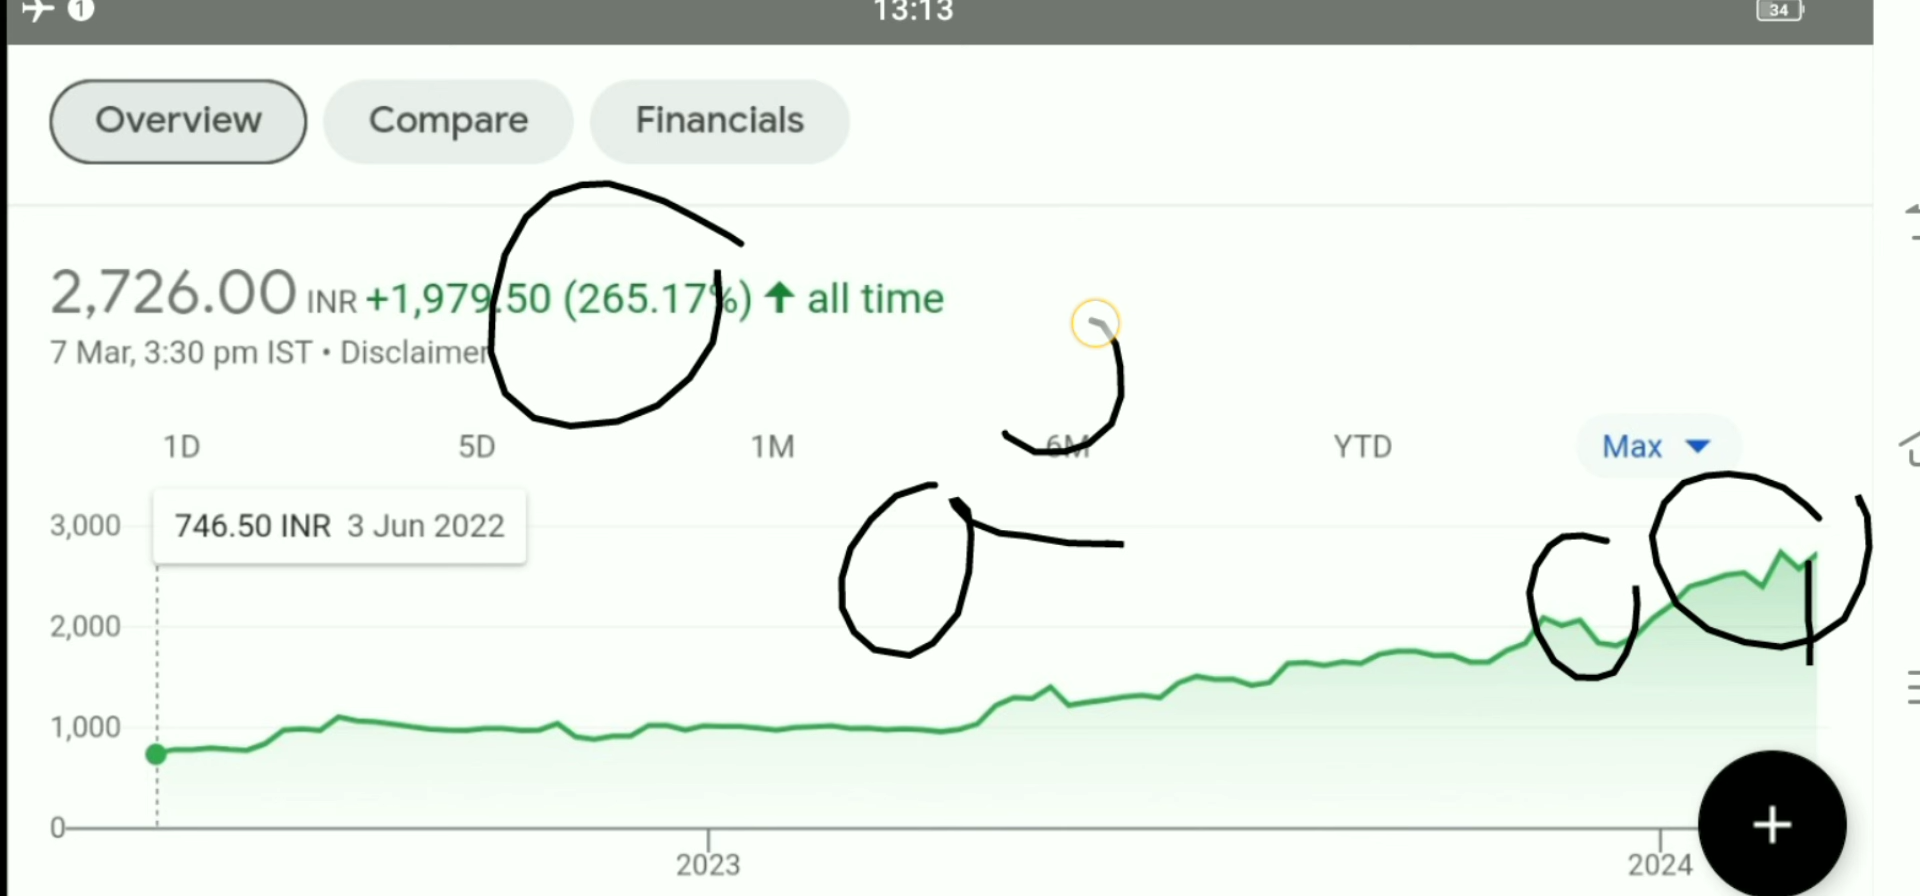 1 13:13 34
Overview Compare Financials
2,726.00 INR +1,979.50 (265.17%) ↑ all time
7 Mar, 3:30 pm IST • Disclaimer
1D 5D 1M 6M YTD Max
746.50 INR 3 Jun 2022
3,000
2,000
1,000
0
2023 2024
+